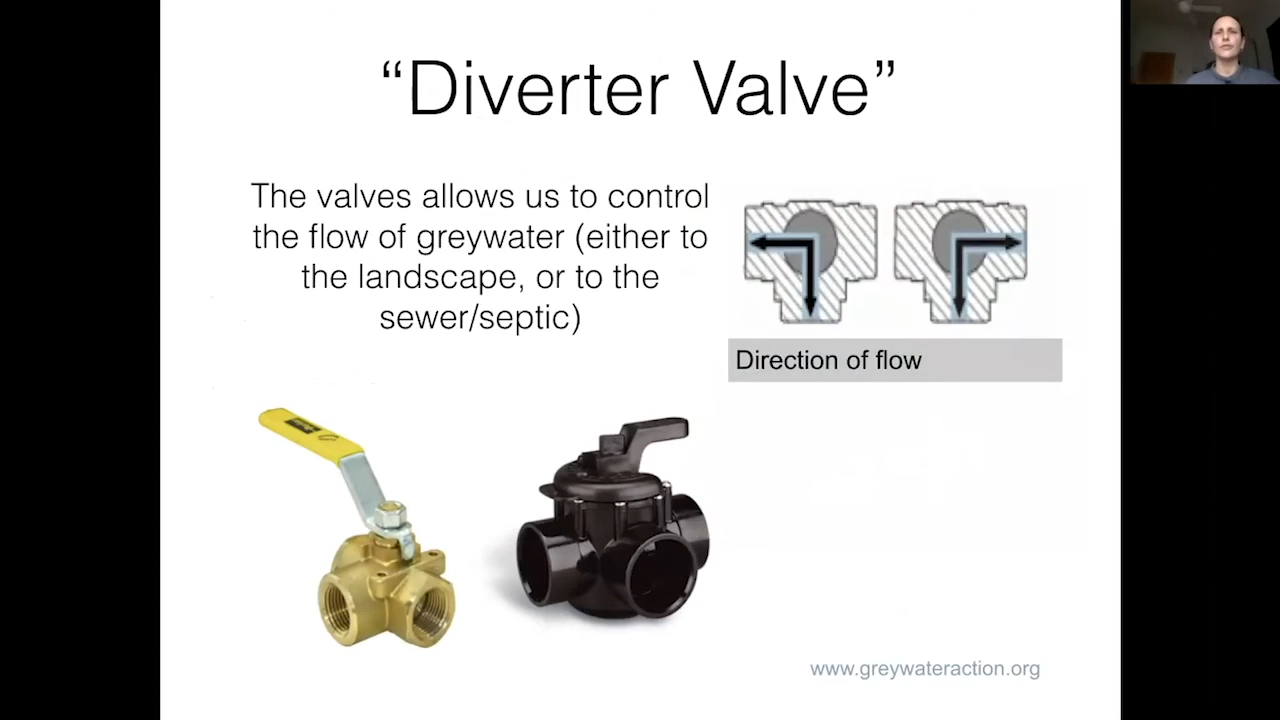 “Diverter Valve”
The valves allows us to control
the flow of greywater (either to
the landscape, or to the
sewer/septic)
Direction of flow
www.greywateraction.org